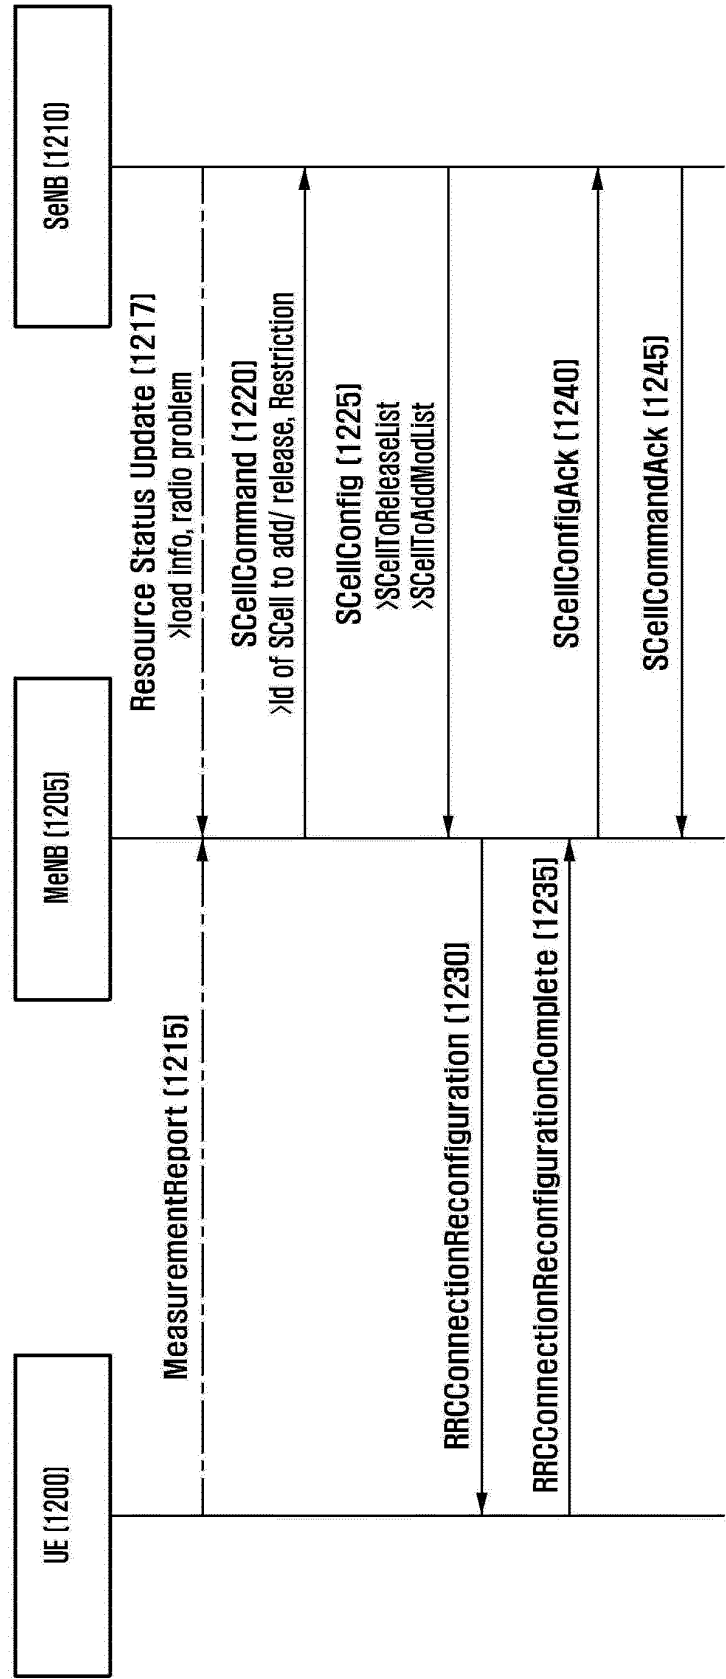 UE (1200)
MeNB (1205)
SeNB (1210)
MeasurementReport (1215)
Resource Status Update (1217)
>load info, radio problem
SCellCommand (1220)
>Id of SCell to add/ release, Restriction
SCellConfig (1225)
>SCellToReleaseList
>SCellToAddModList
RRCConnectionReconfiguration (1230)
RRCConnectionReconfigurationComplete (1235)
SCellConfigAck (1240)
SCellCommandAck (1245)